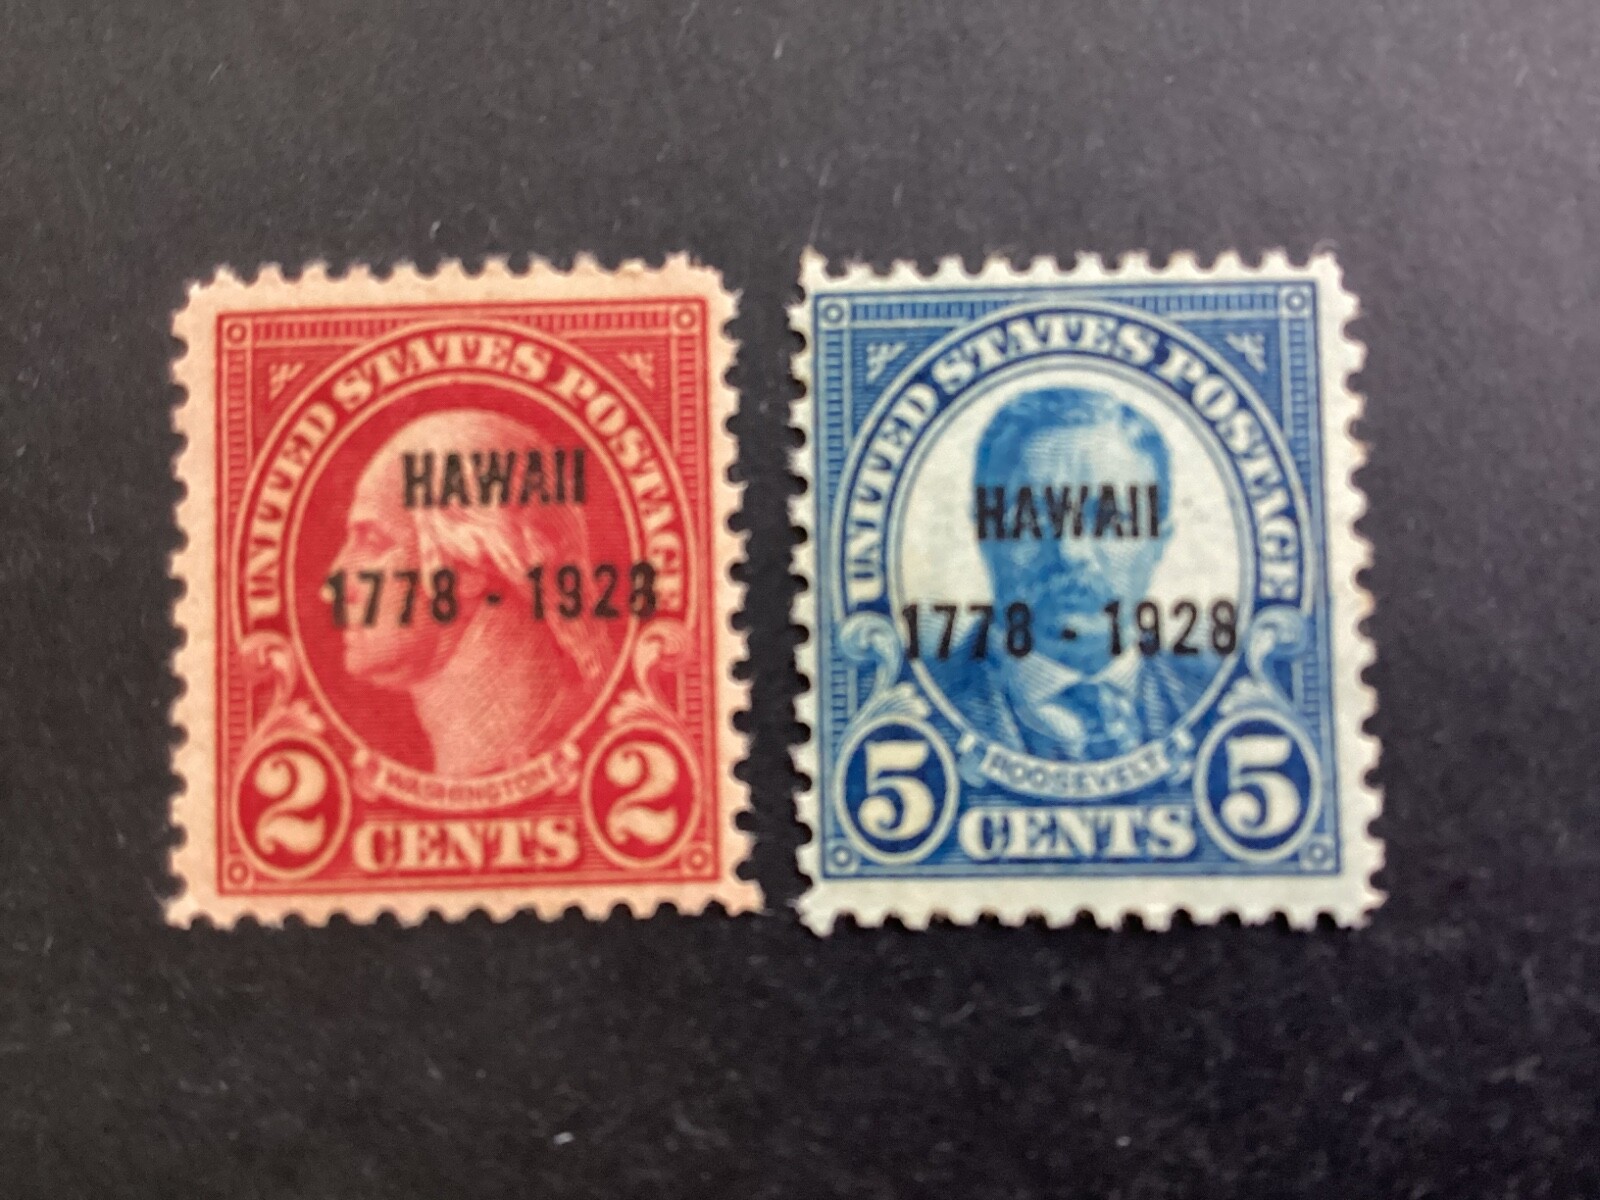 UNITED STATES POSTAGE
HAWAII
1778 - 1928
WASHINGTON
2 CENTS 2
UNITED STATES POSTAGE
HAWAII
1778 - 1928
ROOSEVELT
5 CENTS 5